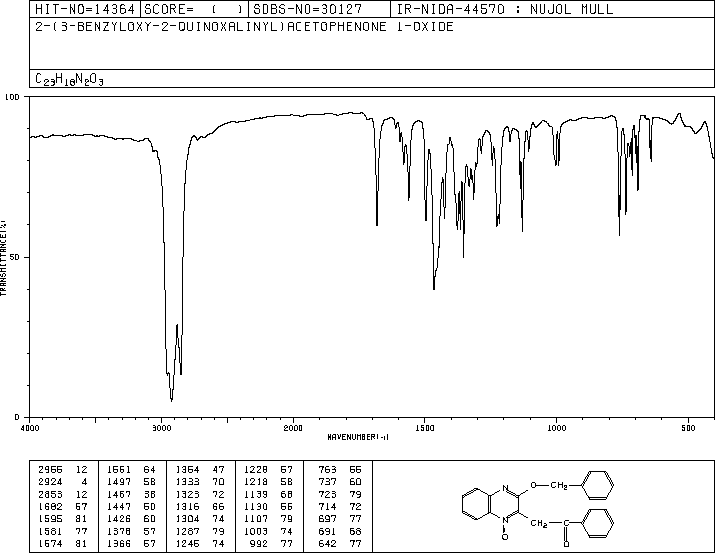 HIT-NO=14364 SCORE= ( ) SDBS-NO=30127 IR-NIDA-44570 : NUJOL MULL
2-(3-BENZYLOXY-2-QUINOXALINYL)ACETOPHENONE 1-OXIDE
C23H18N2O3
100
50
0
TRANSMITTANCE(%)
4000 3000 2000 1500 1000 500
WAVENUMBER(-1)
2955 12 1561 64 1354 47 1228 57 763 55
2924 4 1497 58 1333 70 1218 58 737 60
2853 12 1467 38 1323 72 1139 68 723 79
1682 57 1447 60 1316 66 1130 55 714 72
1595 81 1426 60 1304 74 1107 79 697 77
1581 77 1378 57 1287 79 1003 74 691 68
1574 81 1366 57 1245 74 992 77 642 77
N O CH2
N CH2 C
O O